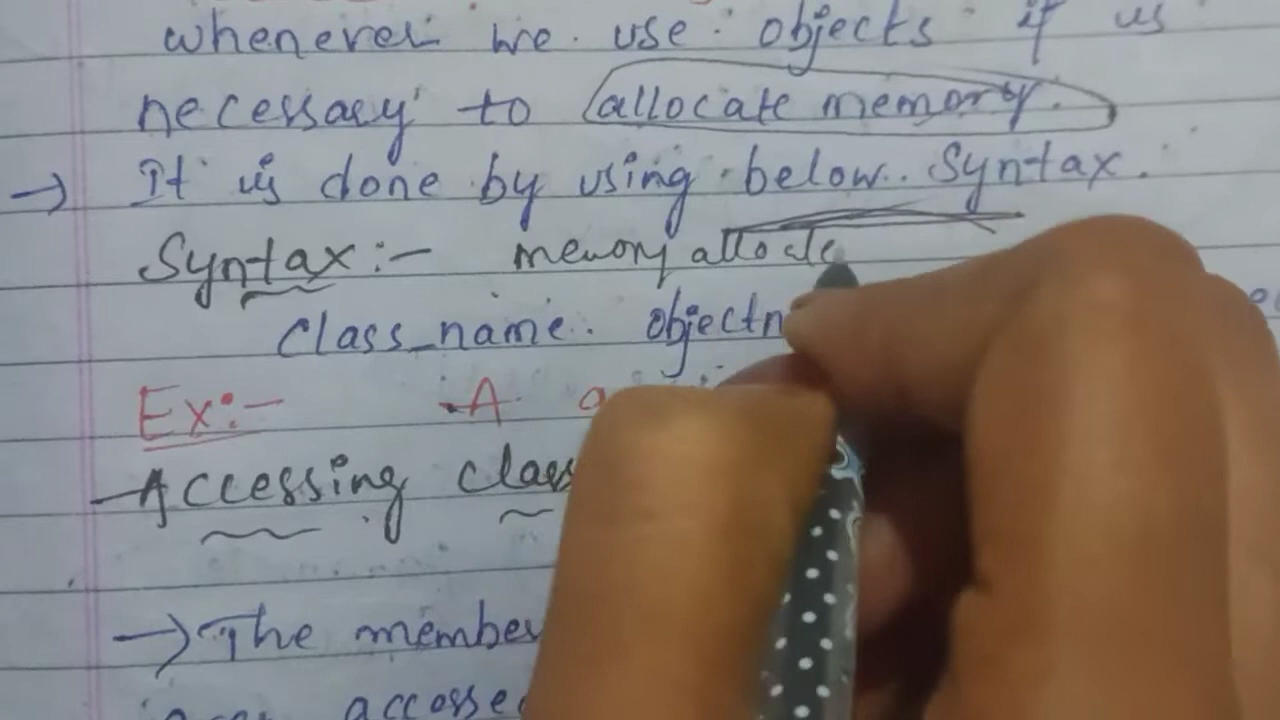 whenever we use objects it is
necessary to allocate memory.
→ It is done by using below.. Syntax.
Syntax:- memory allocate
Class_name. objectn
Ex:- A a
Accessing class
→ The member
accesse